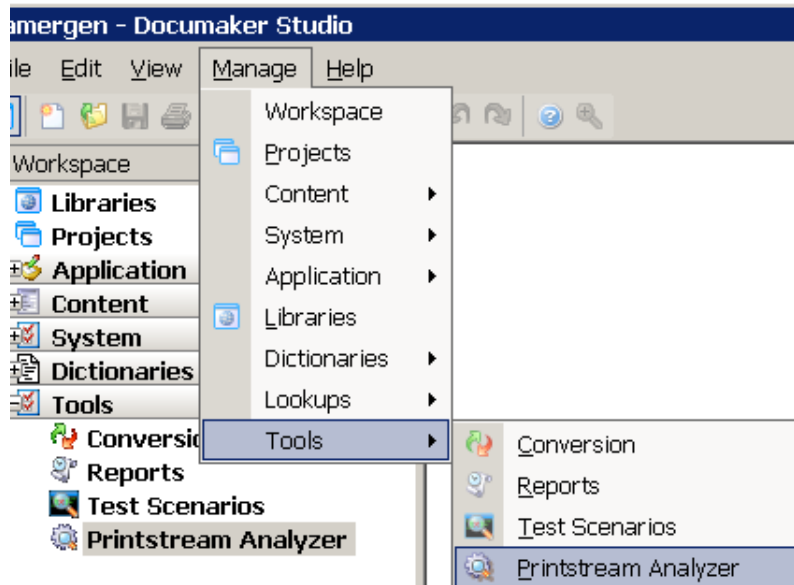 amergen - Documaker Studio
ile Edit View Manage Help
Workspace
Libraries
Projects
Application
Content
System
Dictionaries
Tools
Conversio
Reports
Test Scenarios
Printstream Analyzer
Workspace
Projects
Content
System
Application
Libraries
Dictionaries
Lookups
Tools
Conversion
Reports
Test Scenarios
Printstream Analyzer